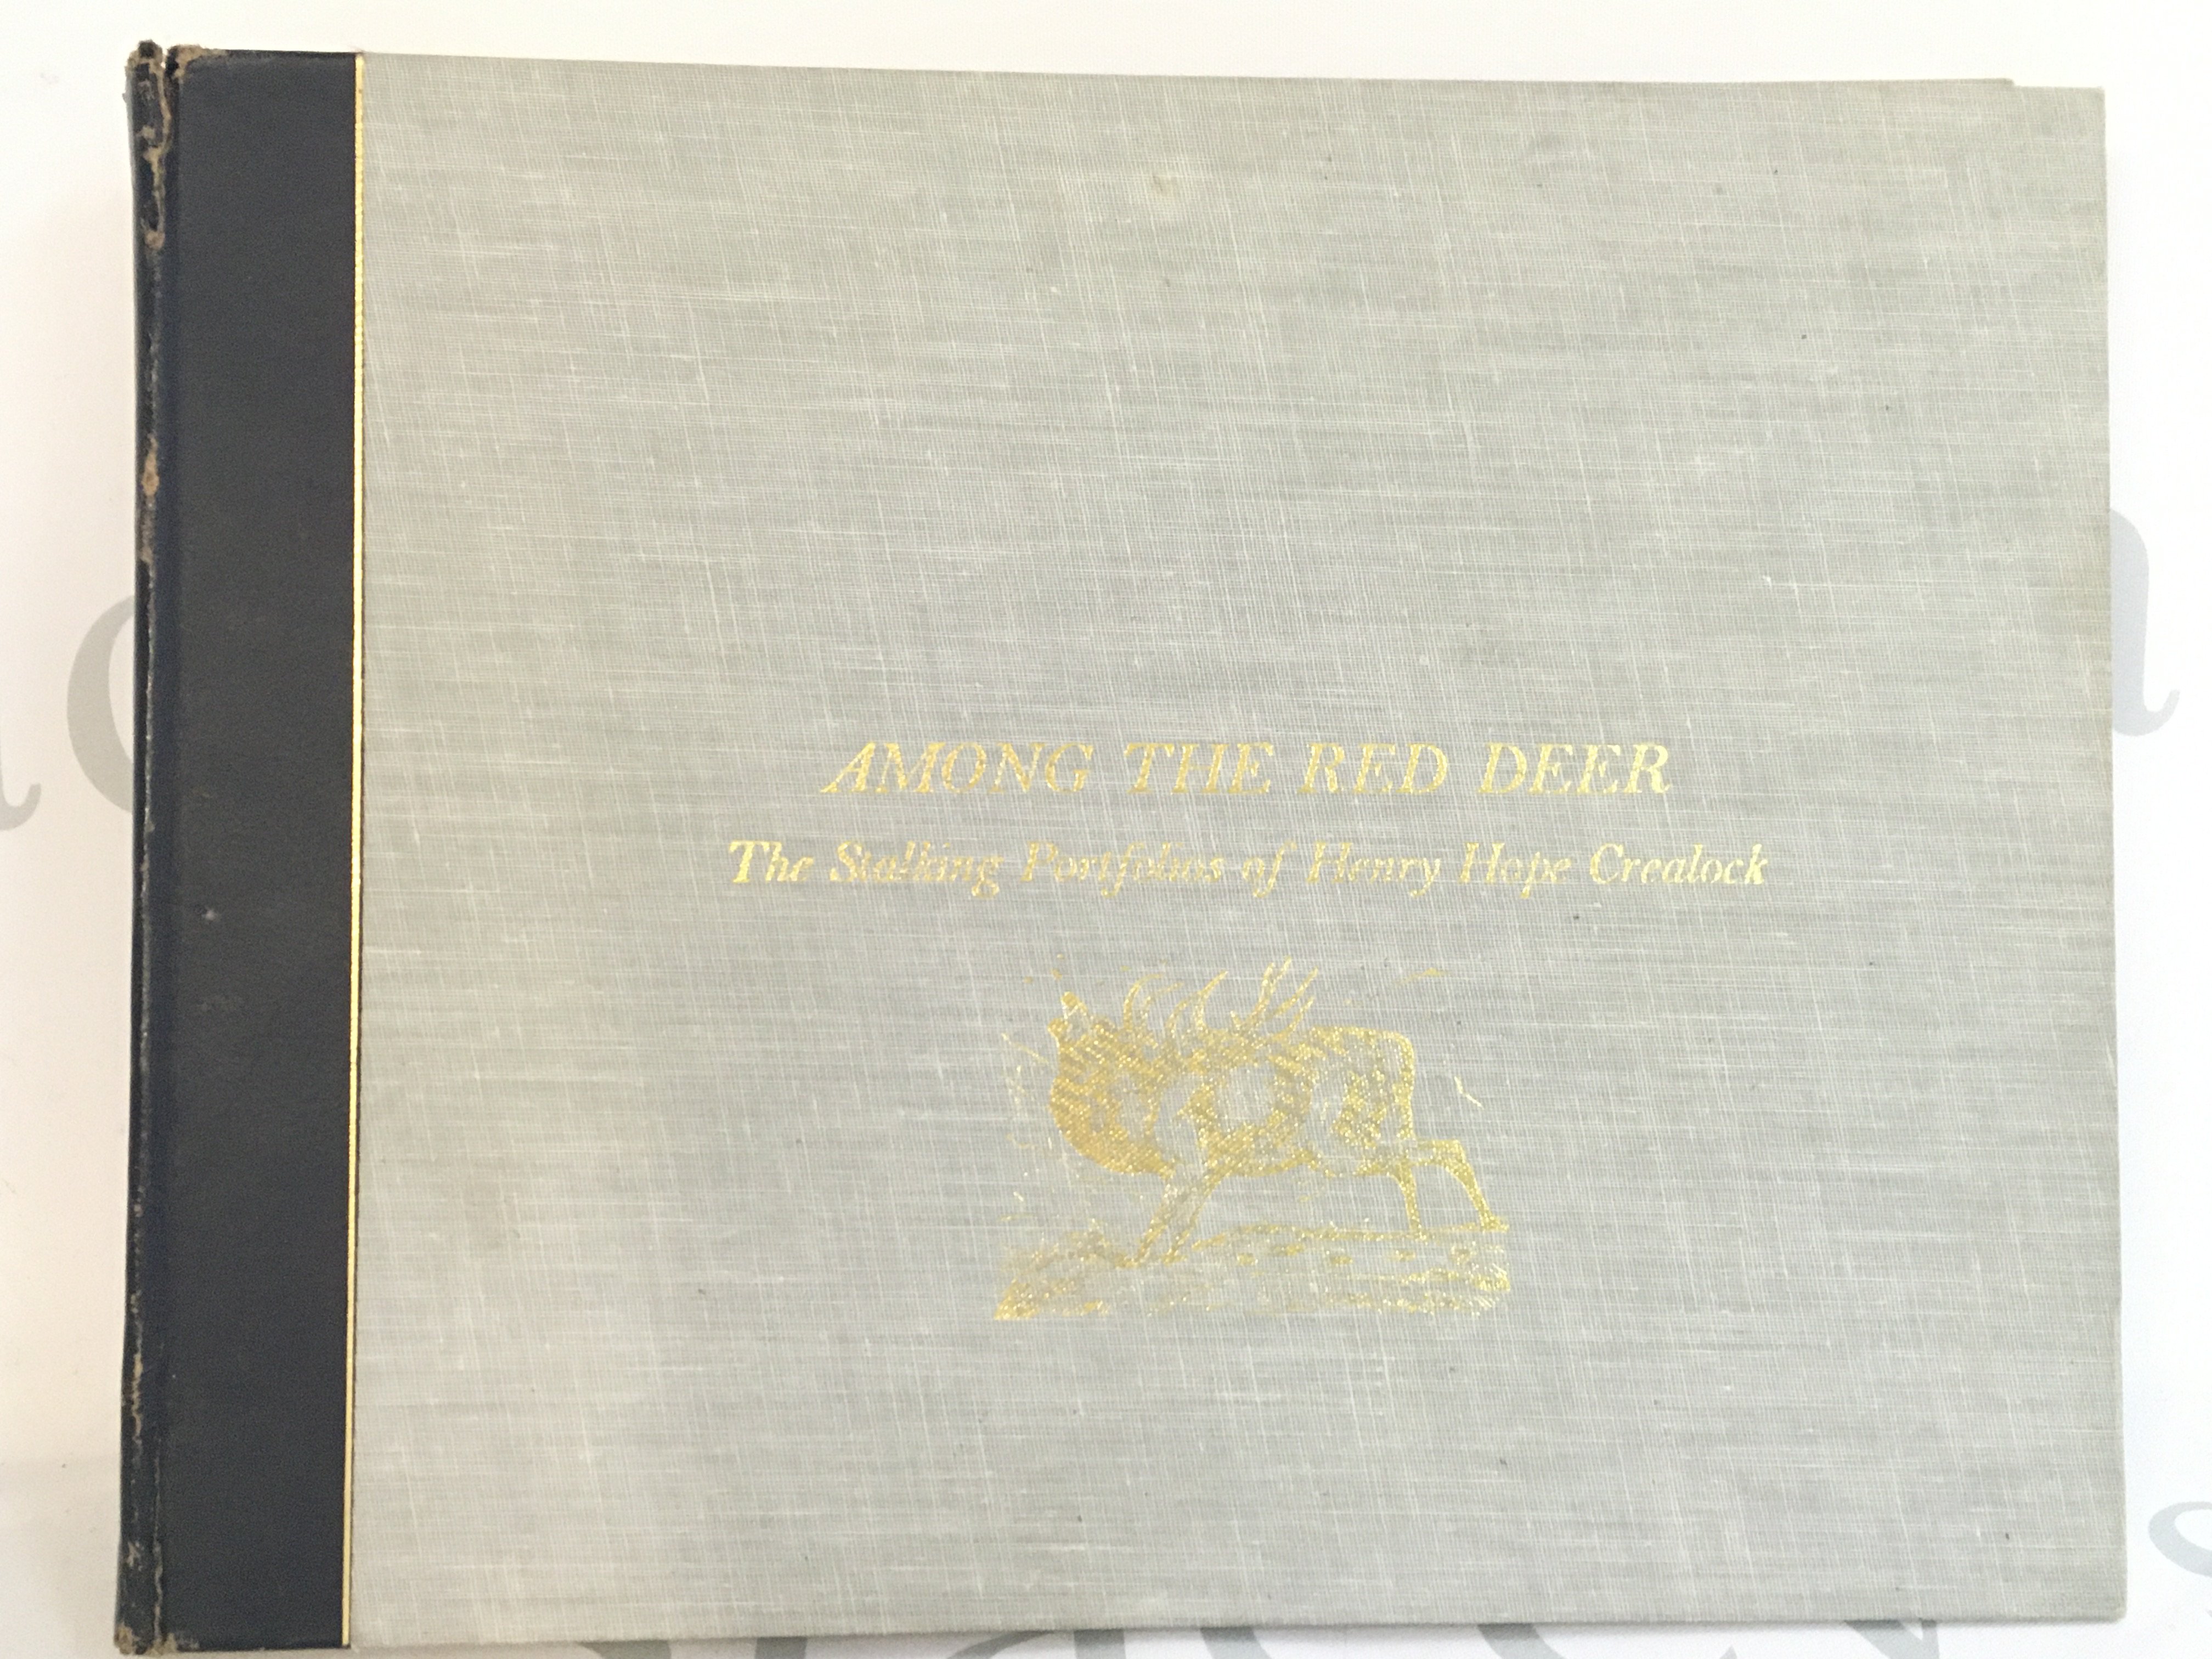 AMONG THE RED DEER
The Stalking Portfolios of Henry Hope Crealock